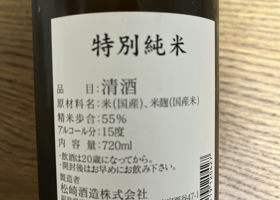 特別純米
品目:清酒
原材料名:米(国産)、米麹(国産米)
精米歩合:55%
アルコール分:15度
内容量:720ml
・飲酒は20歳になってから。
・開封後はお早めにお飲み下さい。
製造者
松崎酒造株式会社